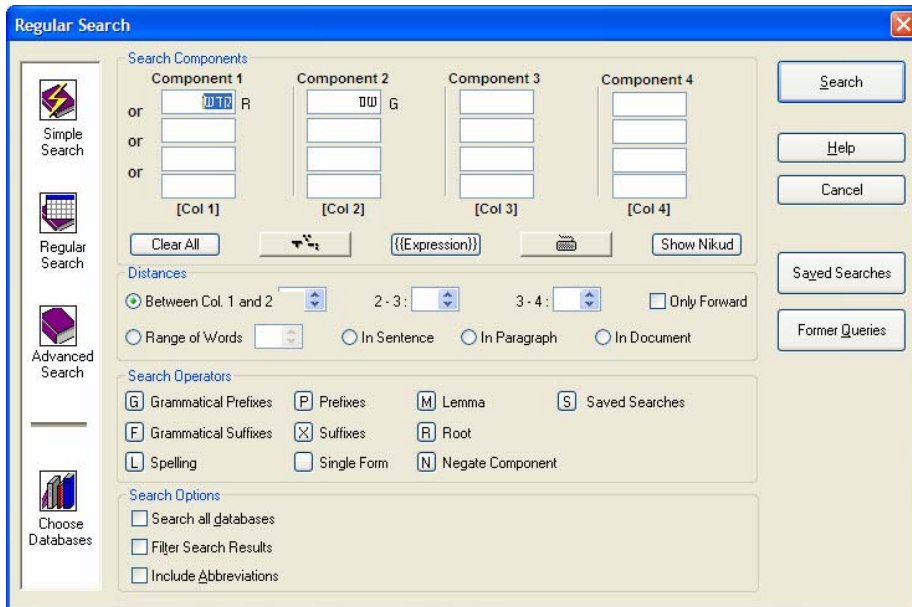 Regular Search
Simple
Search
Regular
Search
Advanced
Search
Choose
Databases
Search Components
Component 1 Component 2 Component 3 Component 4
קדש R שם G
or
or
or
[Col 1] [Col 2] [Col 3] [Col 4]
Clear All {{Expression}} Show Nikud
Distances
Between Col. 1 and 2 2 - 3 : 3 - 4 : Only Forward
Range of Words In Sentence In Paragraph In Document
Search Operators
G Grammatical Prefixes P Prefixes M Lemma S Saved Searches
F Grammatical Suffixes X Suffixes R Root
L Spelling Single Form N Negate Component
Search Options
Search all databases
Filter Search Results
Include Abbreviations
Search
Help
Cancel
Saved Searches
Former Queries